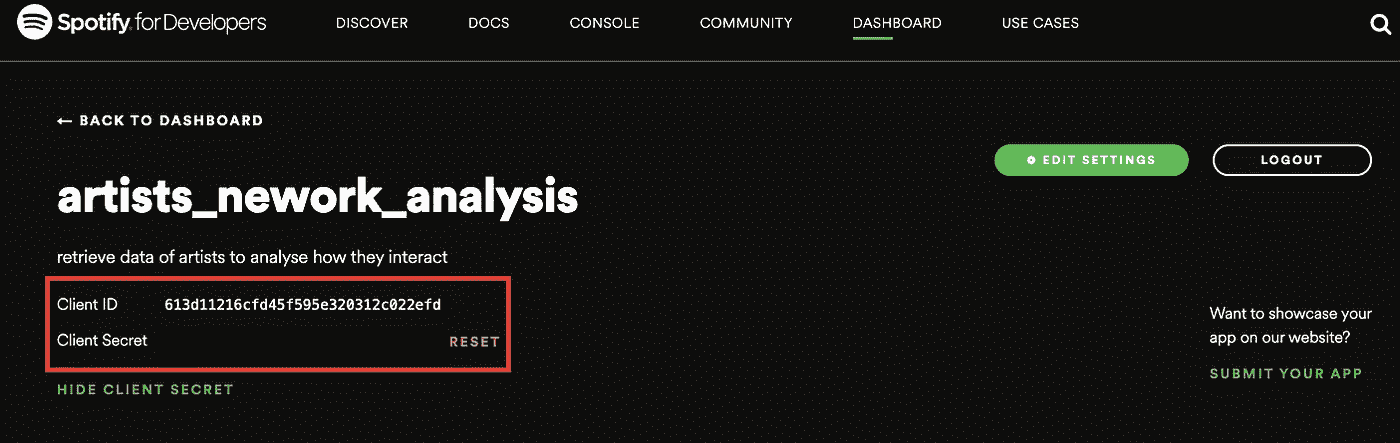 Spotify for Developers DISCOVER DOCS CONSOLE COMMUNITY DASHBOARD USE CASES
← BACK TO DASHBOARD
EDIT SETTINGS LOGOUT
artists_nework_analysis
retrieve data of artists to analyse how they interact
Client ID 613d11216cfd45f595e320312c022efd
Client Secret RESET
HIDE CLIENT SECRET
Want to showcase your
app on our website?
SUBMIT YOUR APP